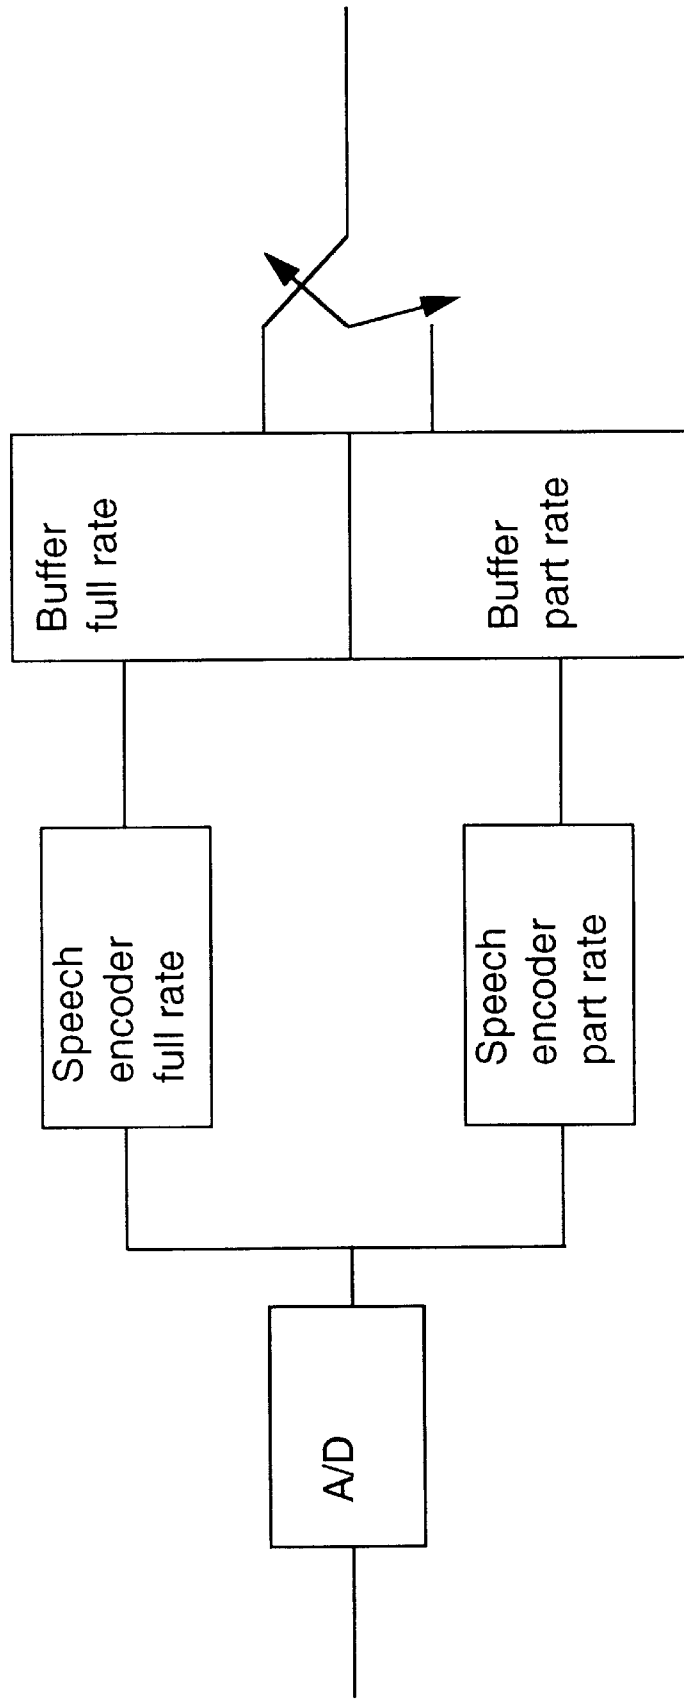 A/D
Speech
encoder
full rate
Speech
encoder
part rate
Buffer
full rate
Buffer
part rate